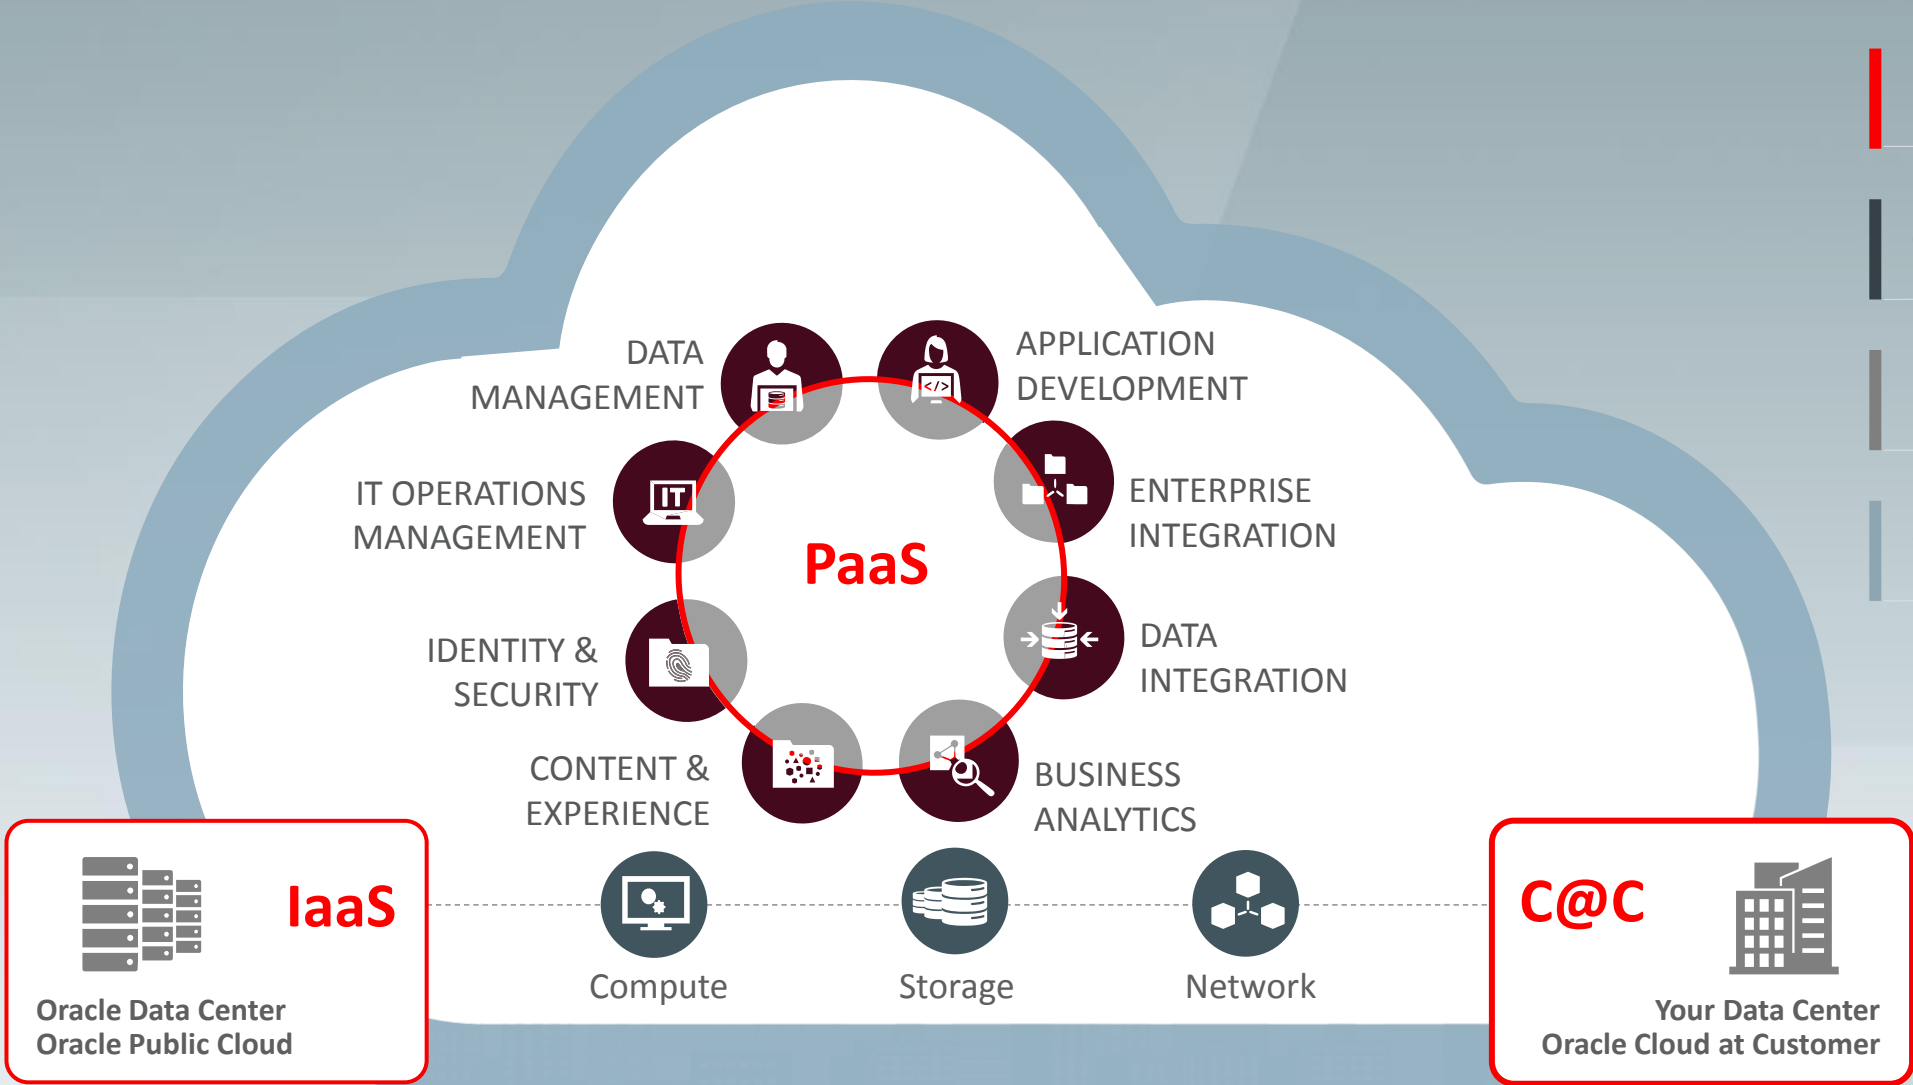 DATA
MANAGEMENT
APPLICATION
DEVELOPMENT
</>
IT OPERATIONS
MANAGEMENT
IT
ENTERPRISE
INTEGRATION
PaaS
IDENTITY &
SECURITY
DATA
INTEGRATION
CONTENT &
EXPERIENCE
BUSINESS
ANALYTICS
IaaS
Oracle Data Center
Oracle Public Cloud
Compute
Storage
Network
C@C
Your Data Center
Oracle Cloud at Customer